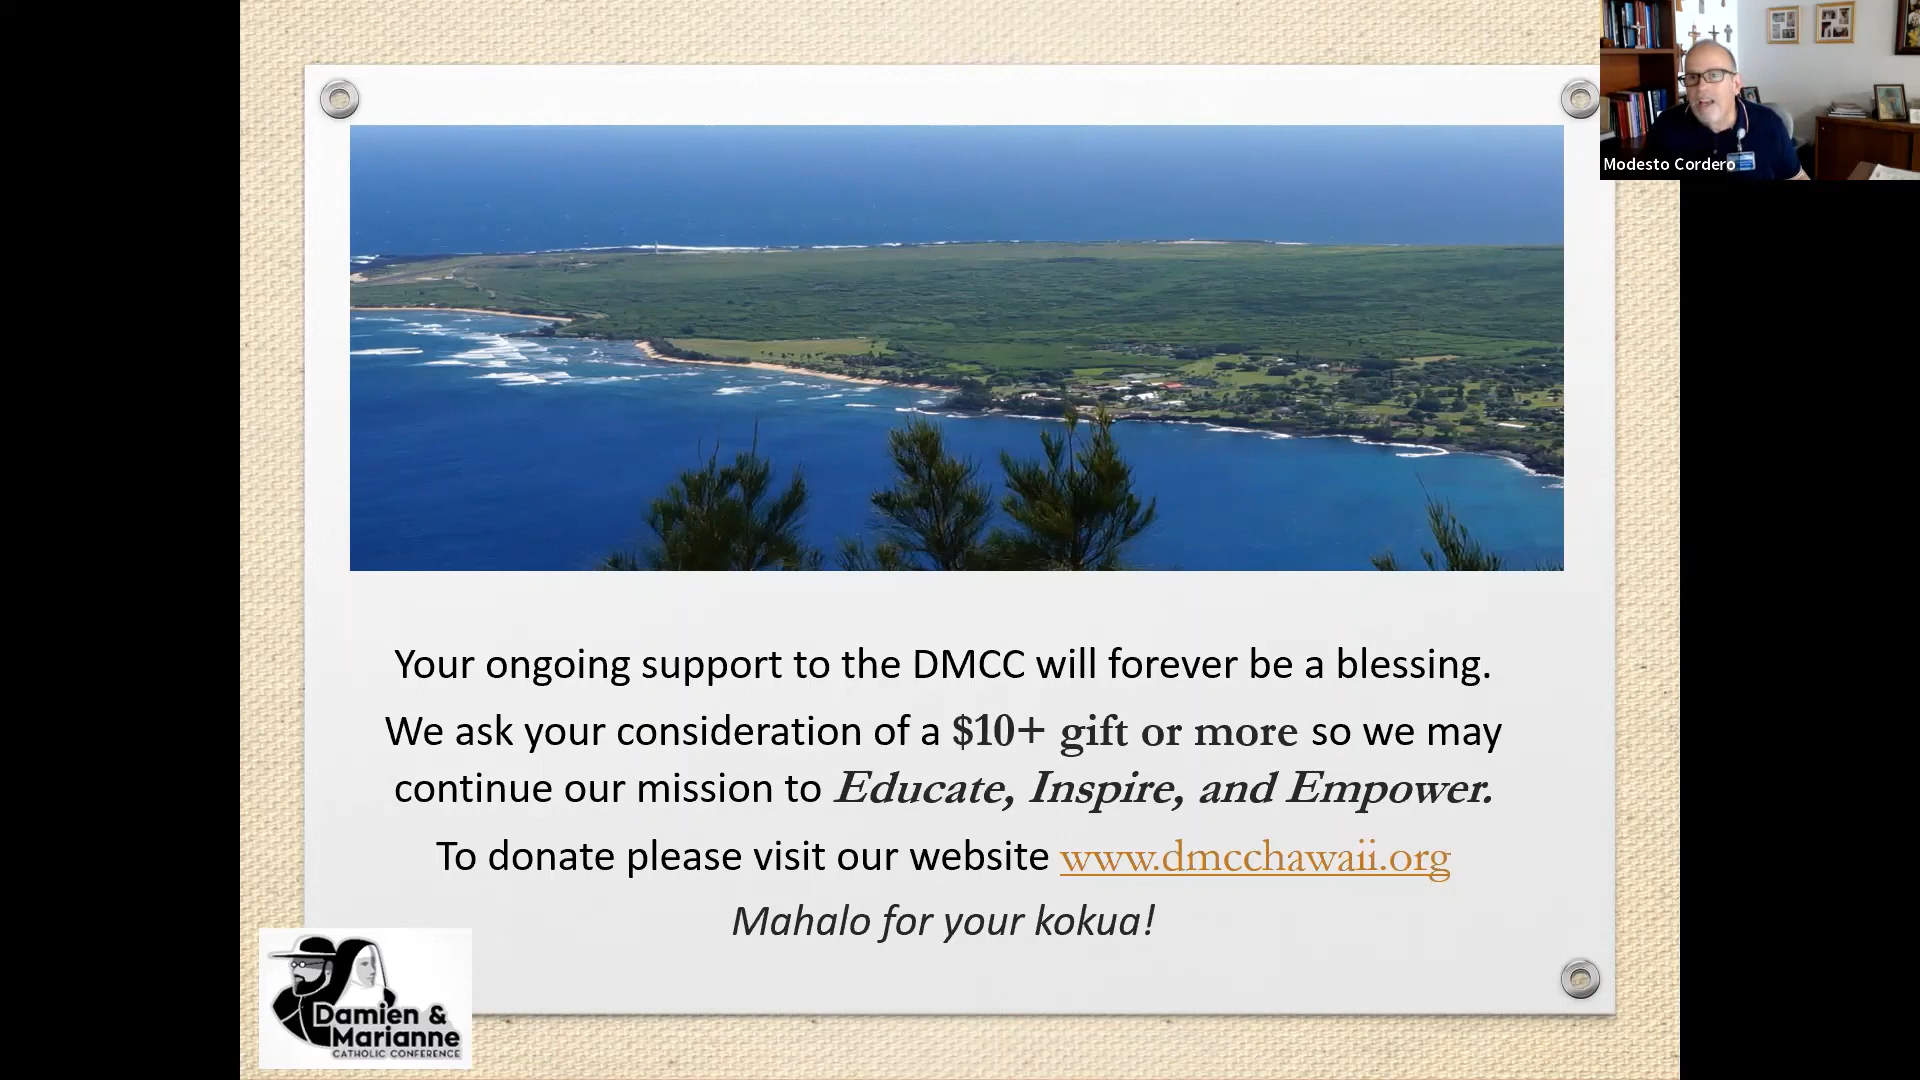 Modesto Cordero
Your ongoing support to the DMCC will forever be a blessing.
We ask your consideration of a $10+ gift or more so we may
continue our mission to Educate, Inspire, and Empower.
To donate please visit our website www.dmcchawaii.org
Mahalo for your kokua!
Damien &
Marianne
CATHOLIC CONFERENCE